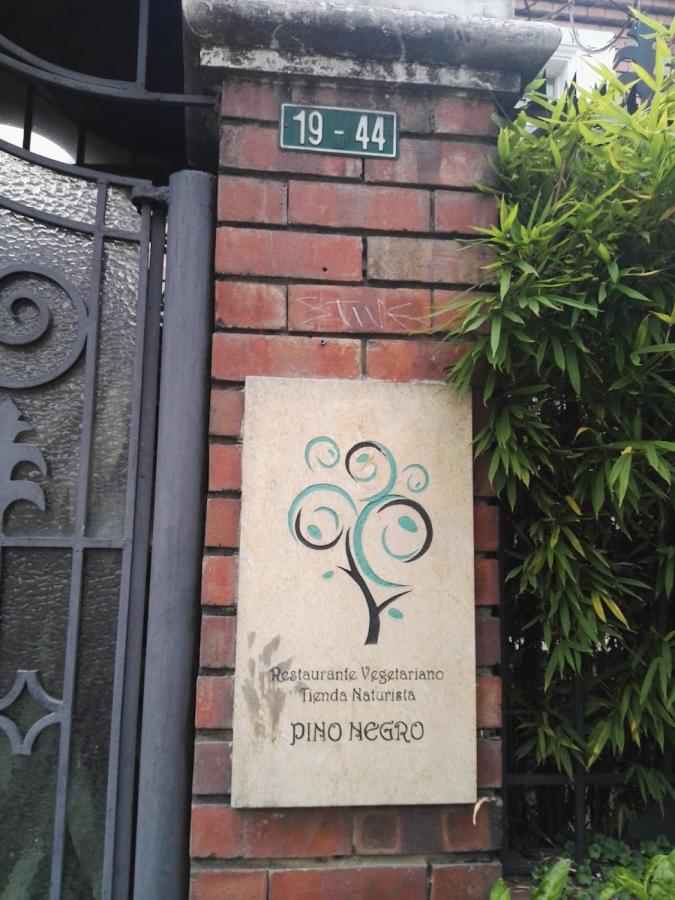 19 - 44
Restaurante Vegetariano
Tienda Naturista
PINO NEGRO